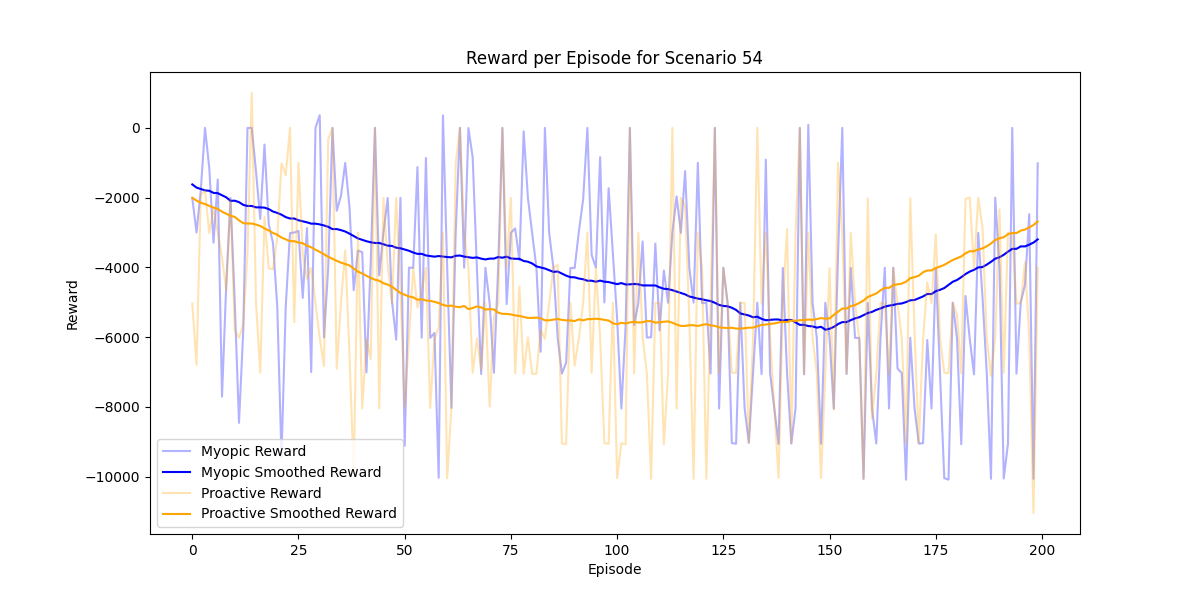 Reward per Episode for Scenario 54
Reward
0
−2000
−4000
−6000
−8000
−10000
Myopic Reward
Myopic Smoothed Reward
Proactive Reward
Proactive Smoothed Reward
0 25 50 75 100 125 150 175 200
Episode